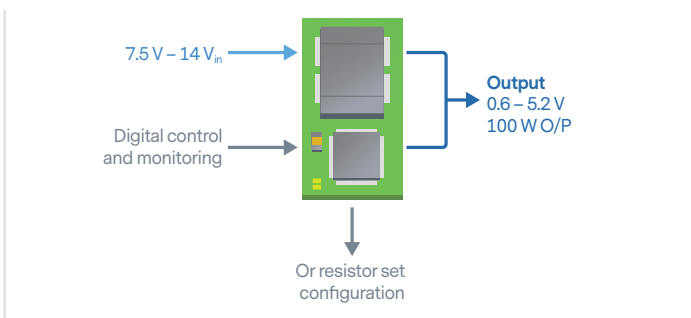 7.5 V – 14 Vin
Digital control
and monitoring
Output
0.6 – 5.2 V
100 W O/P
Or resistor set
configuration